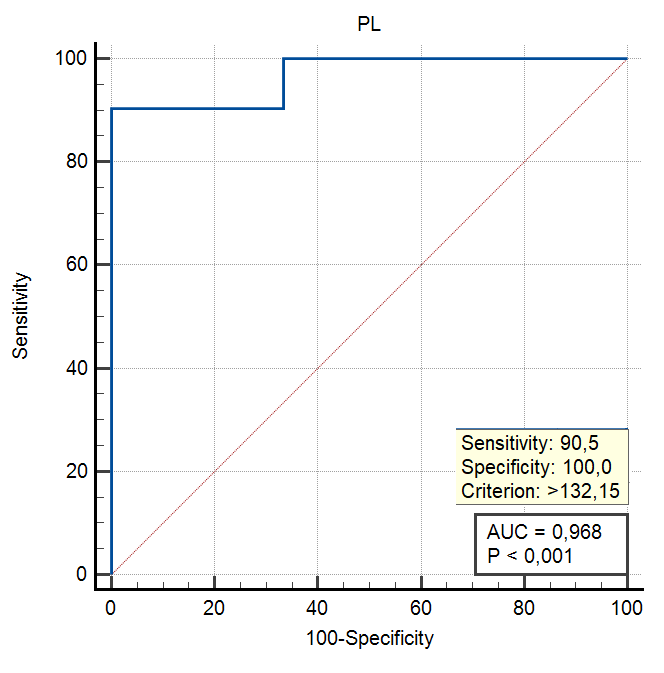 PL
100
80
60
40
20
0
Sensitivity
Sensitivity: 90,5
Specificity: 100,0
Criterion: >132,15
AUC = 0,968
P < 0,001
0 20 40 60 80 100
100-Specificity